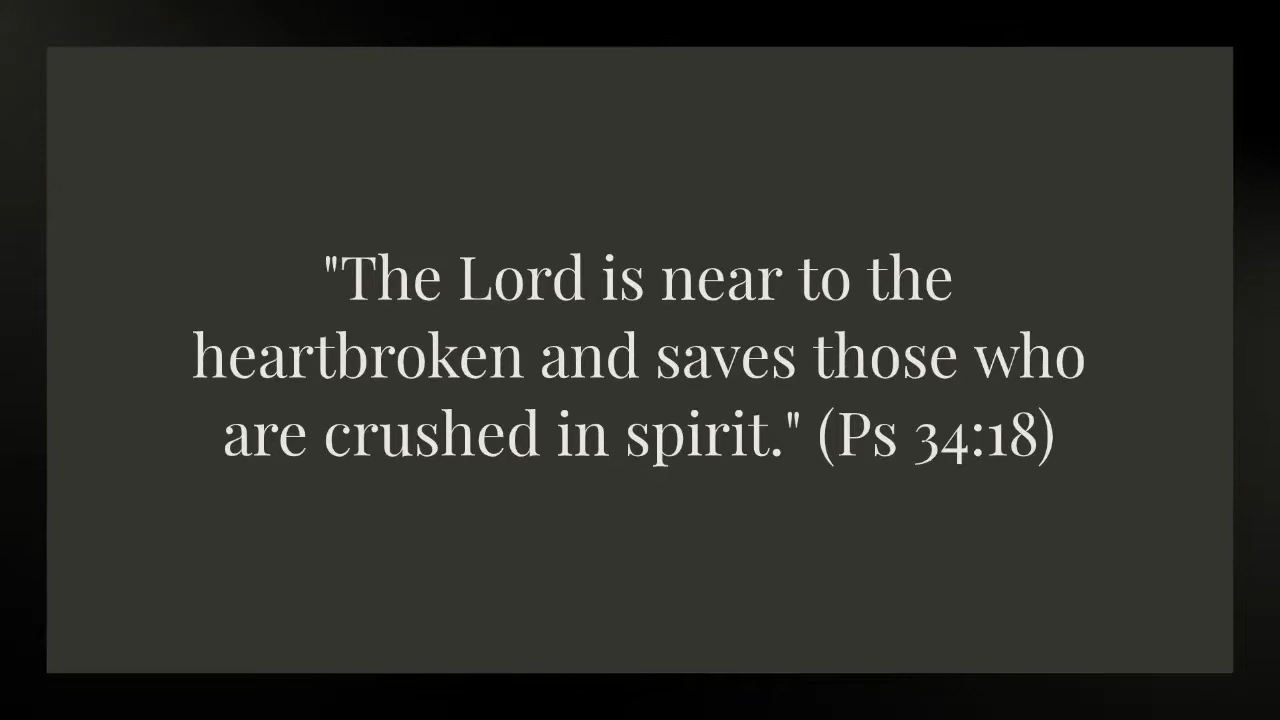 "The Lord is near to the
heartbroken and saves those who
are crushed in spirit." (Ps 34:18)